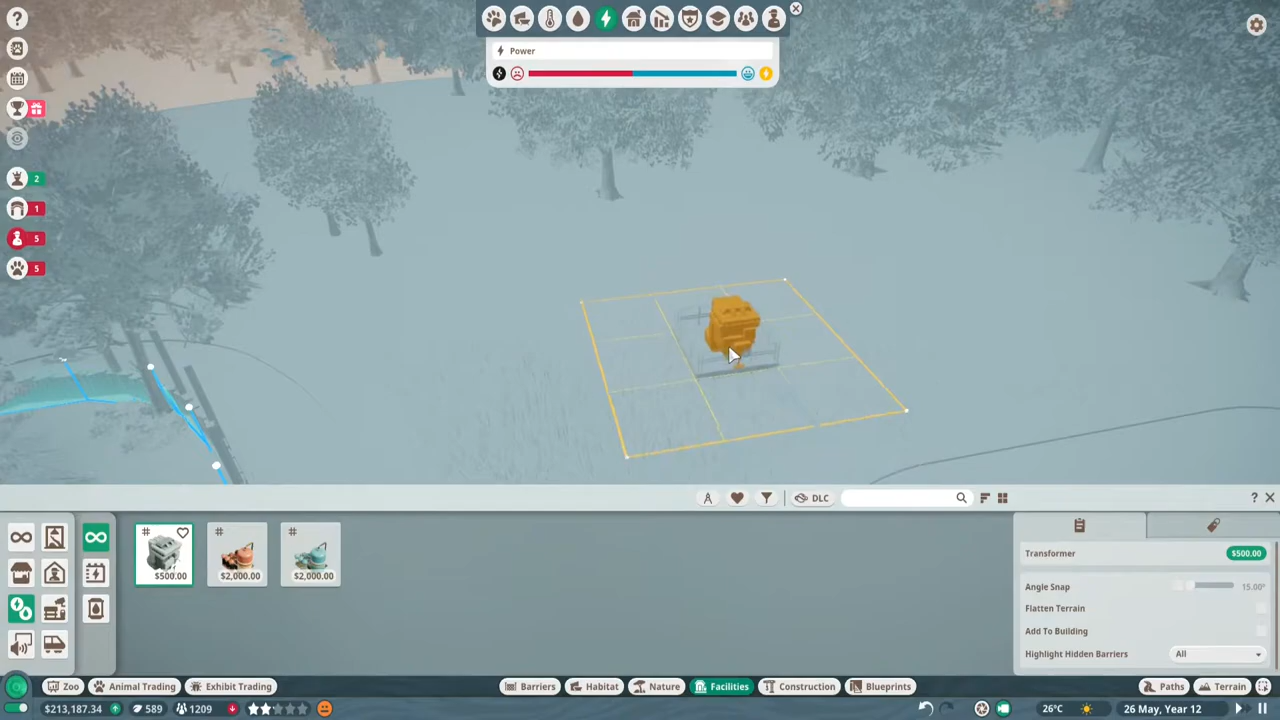 Power
2
1
5
5
DLC
$500.00
$2,000.00
$2,000.00
Transformer
$500.00
Angle Snap
15.00°
Flatten Terrain
Add To Building
Highlight Hidden Barriers
All
Zoo
Animal Trading
Exhibit Trading
Barriers
Habitat
Nature
Facilities
Construction
Blueprints
Paths
Terrain
$213,187.34
589
1209
26°C
26 May, Year 12